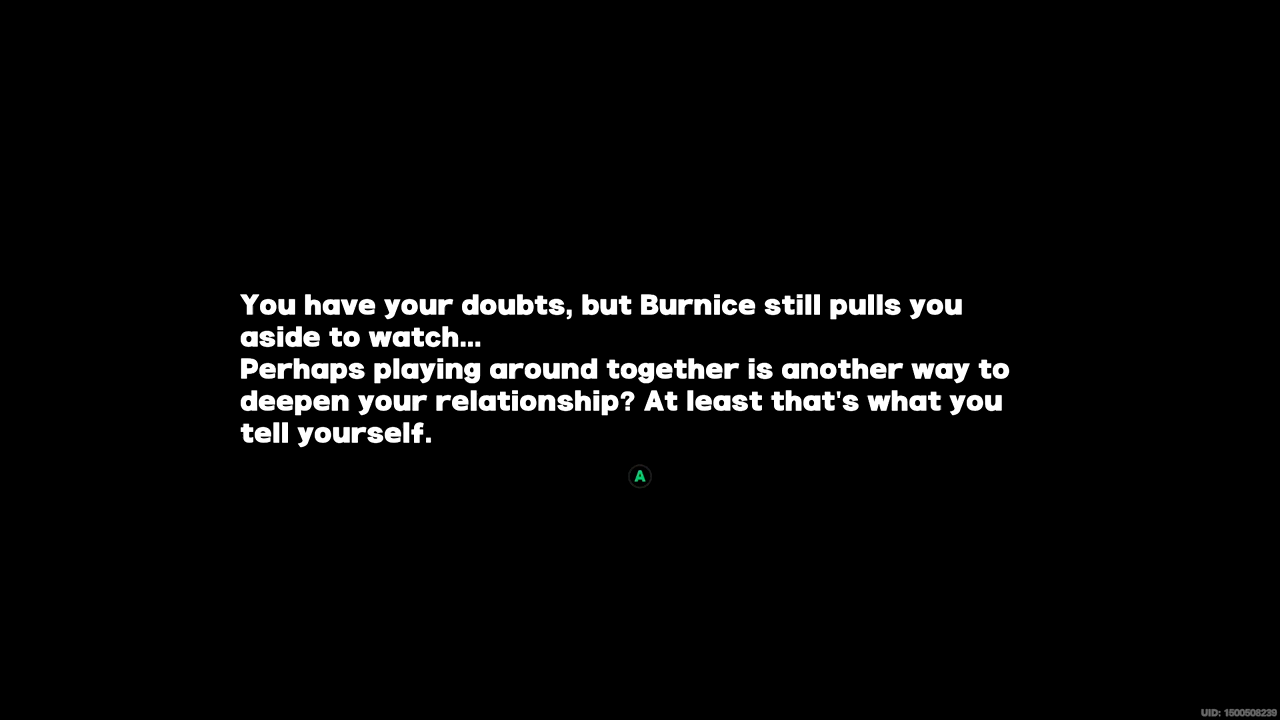 You have your doubts, but Burnice still pulls you
aside to watch...
Perhaps playing around together is another way to
deepen your relationship? At least that's what you
tell yourself.
A
UID: 1500508239